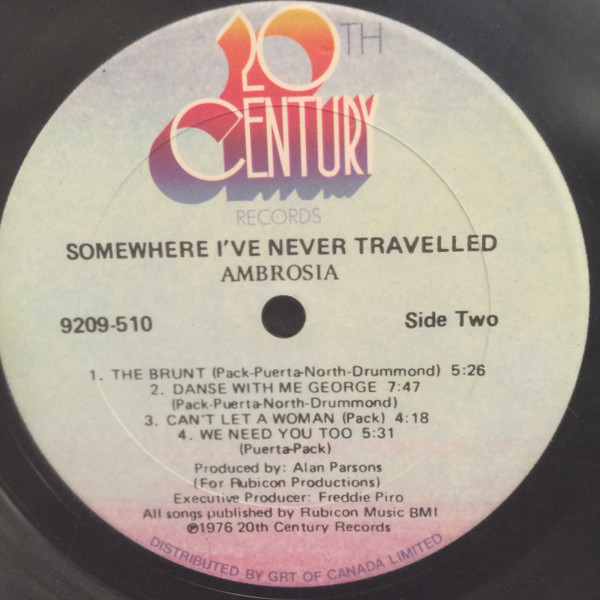 20TH
CENTURY
RECORDS
SOMEWHERE I'VE NEVER TRAVELLED
AMBROSIA
9209-510 Side Two
1. THE BRUNT (Pack-Puerta-North-Drummond) 5:26
2. DANSE WITH ME GEORGE 7:47
(Pack-Puerta-North-Drummond)
3. CAN'T LET A WOMAN (Pack) 4:18
4. WE NEED YOU TOO 5:31
(Puerta-Pack)
Produced by: Alan Parsons
(For Rubicon Productions)
Executive Producer: Freddie Piro
All songs published by Rubicon Music BMI
℗1976 20th Century Records
DISTRIBUTED BY GRT OF CANADA LIMITED